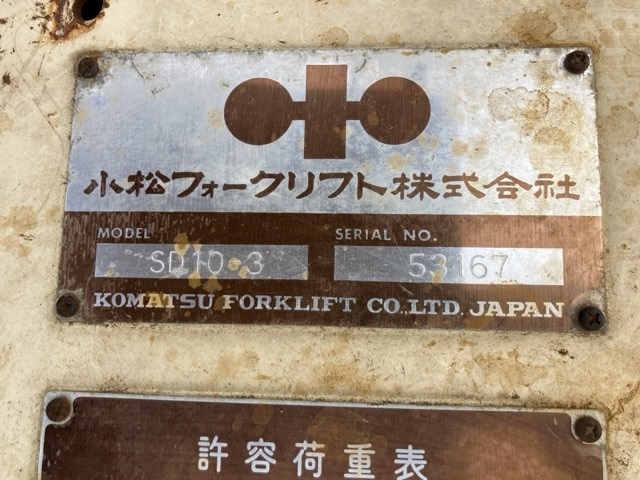 小松フォークリフト株式会社
MODEL SERIAL NO.
SD10-3 53167
KOMATSU FORKLIFT CO.,LTD. JAPAN
許容荷重表